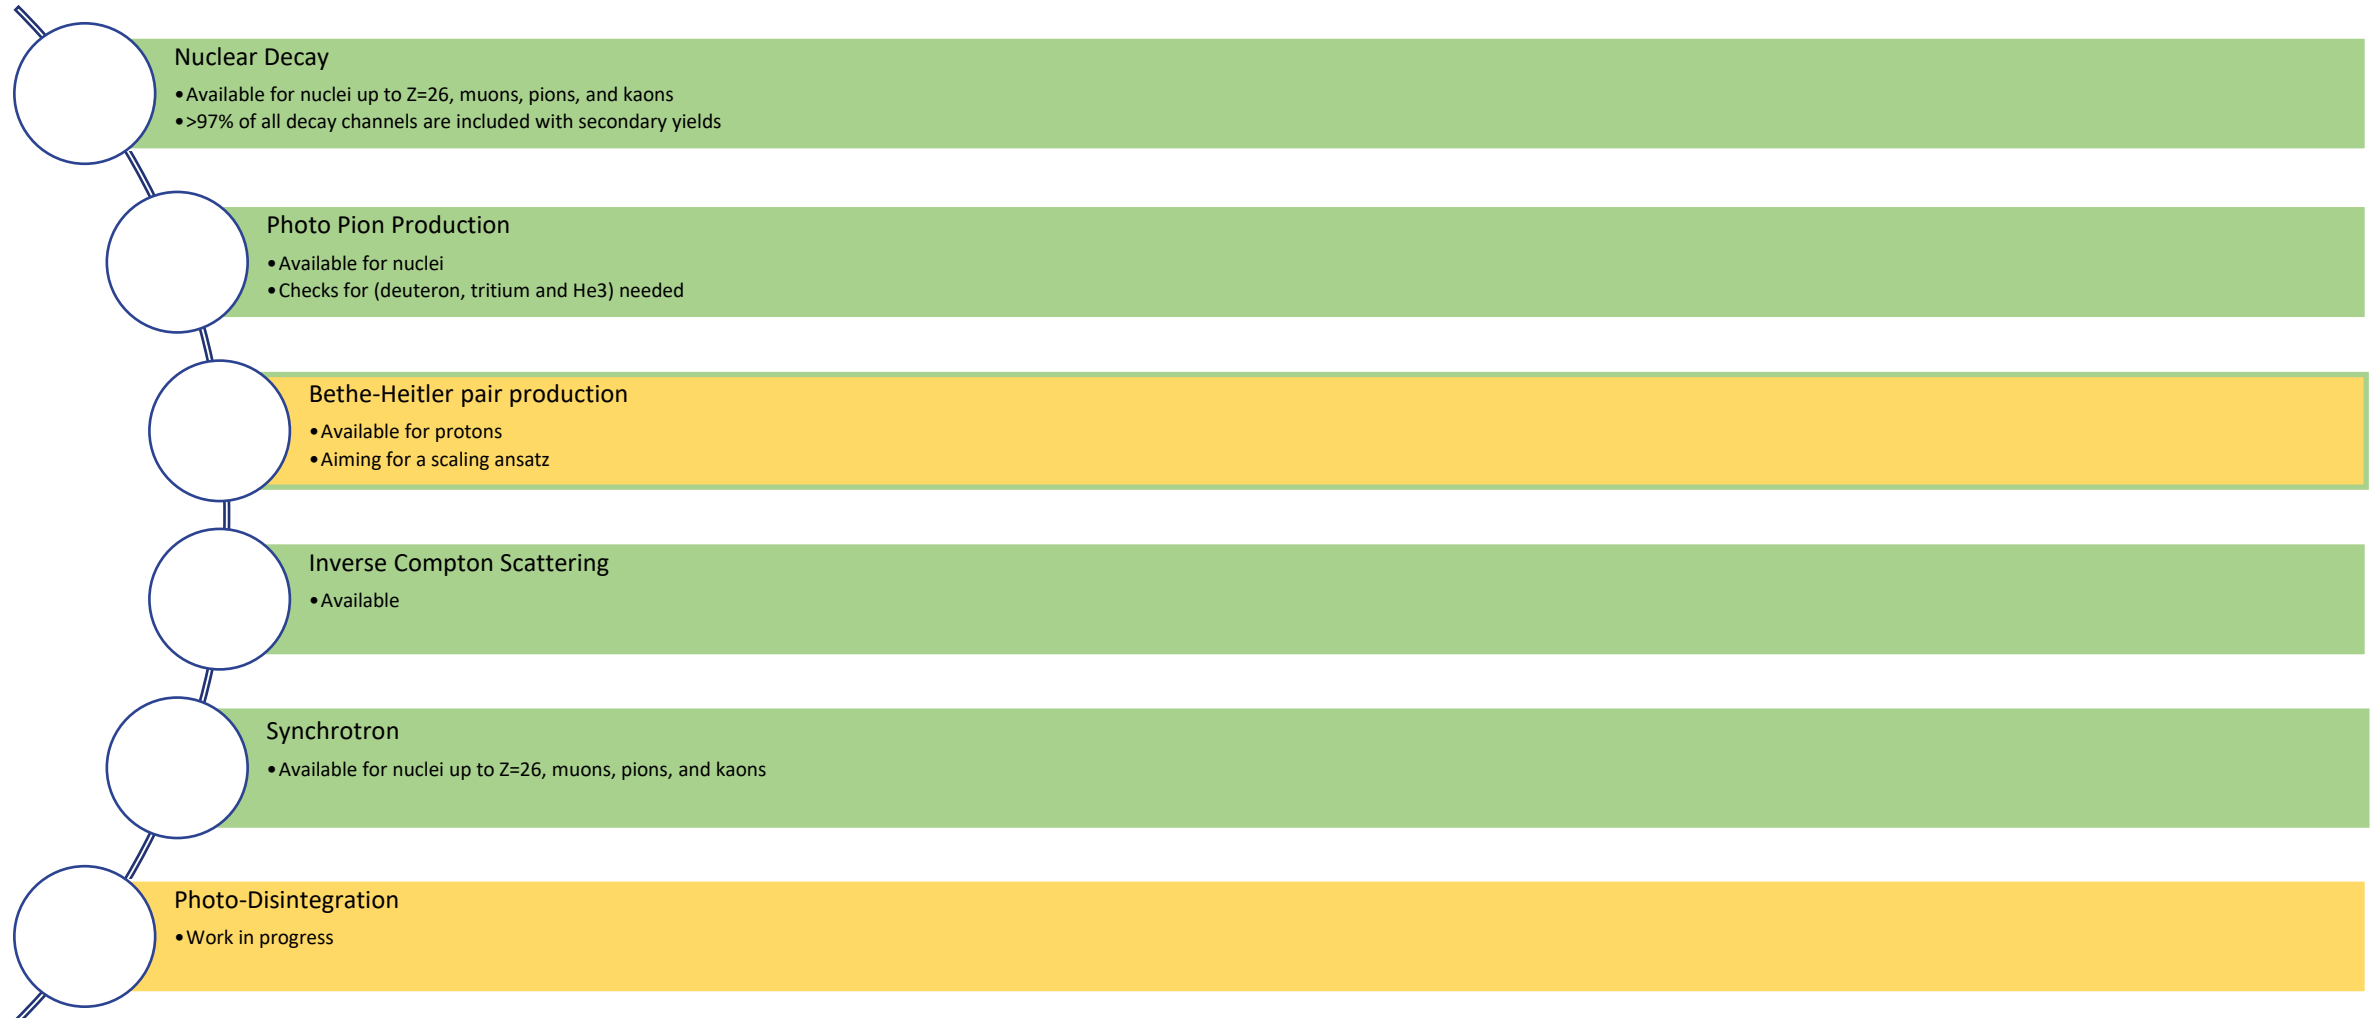 Nuclear Decay
•Available for nuclei up to Z=26, muons, pions, and kaons
•>97% of all decay channels are included with secondary yields
Photo Pion Production
•Available for nuclei
•Checks for (deuteron, tritium and He3) needed
Bethe-Heitler pair production
•Available for protons
•Aiming for a scaling ansatz
Inverse Compton Scattering
•Available
Synchrotron
•Available for nuclei up to Z=26, muons, pions, and kaons
Photo-Disintegration
•Work in progress